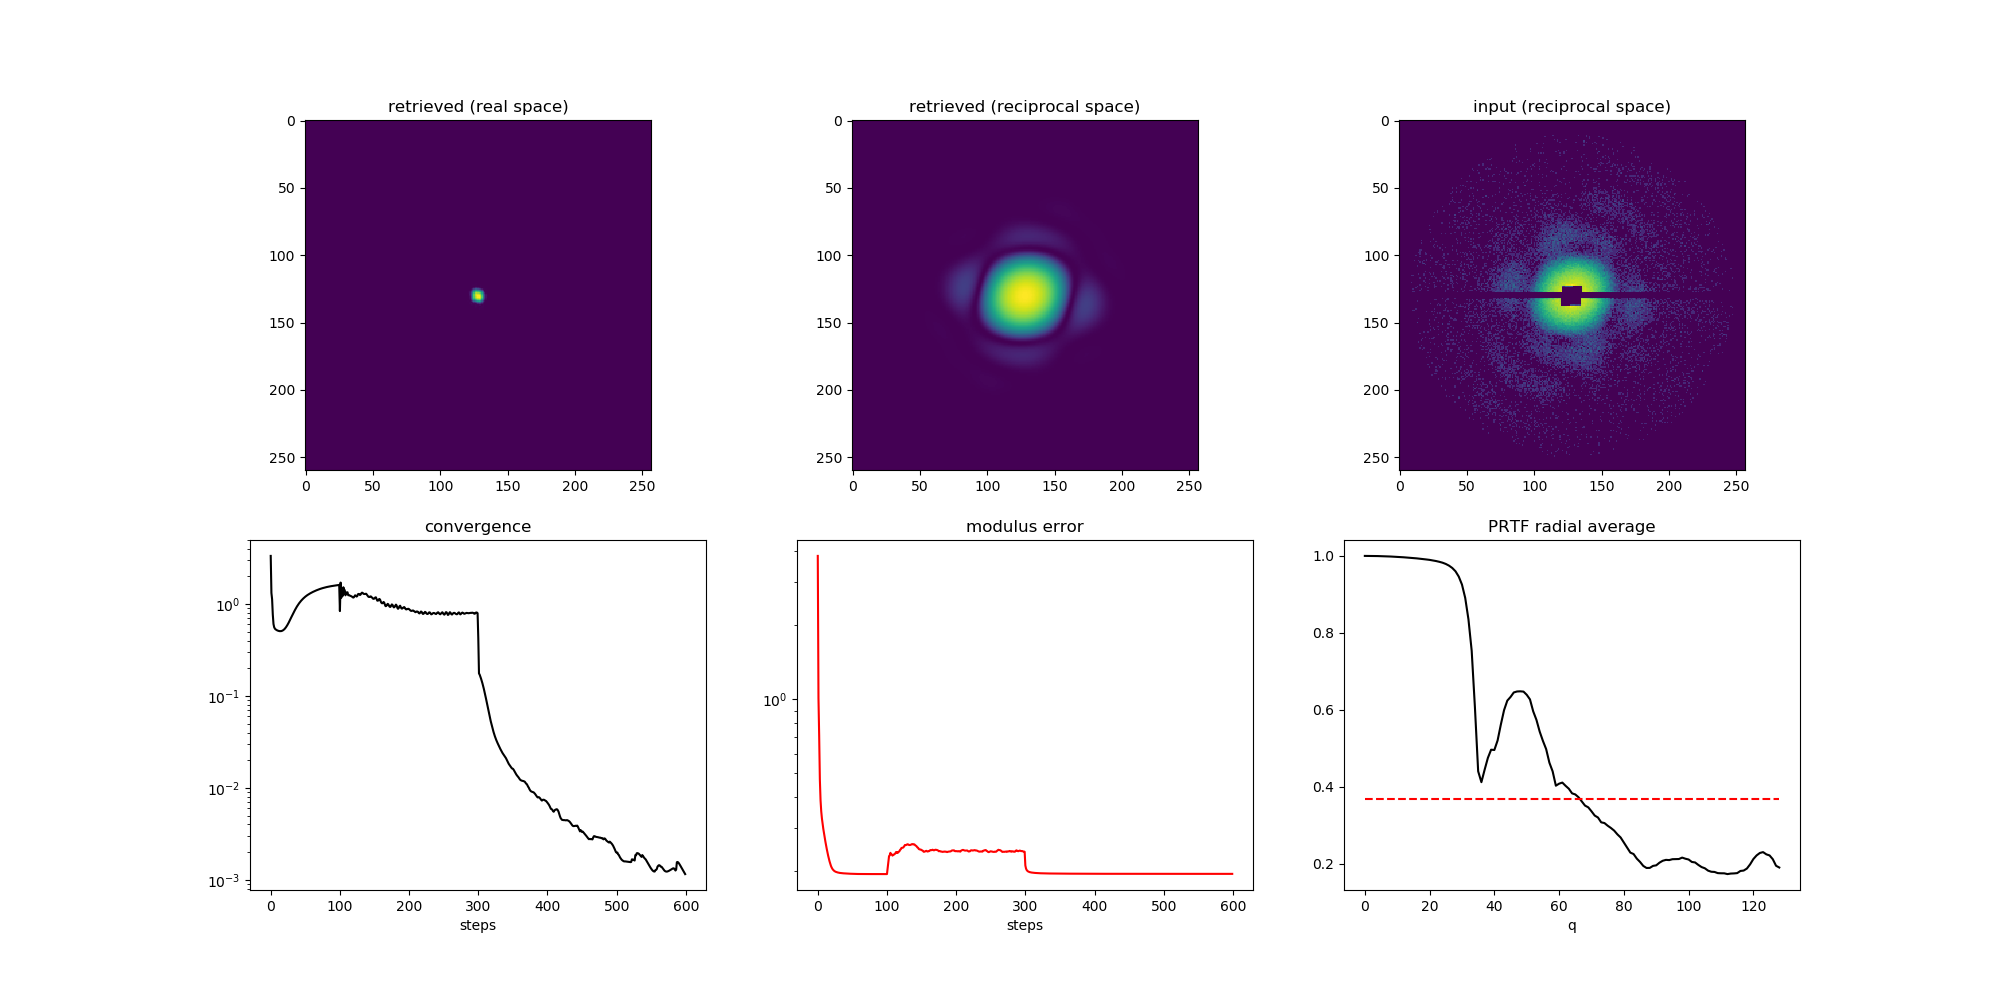 retrieved (real space)
0
50
100
150
200
250
0 50 100 150 200 250
retrieved (reciprocal space)
0
50
100
150
200
250
0 50 100 150 200 250
input (reciprocal space)
0
50
100
150
200
250
0 50 100 150 200 250
convergence
10⁰
10⁻¹
10⁻²
10⁻³
0 100 200 300 400 500 600
steps
modulus error
10⁰
0 100 200 300 400 500 600
steps
PRTF radial average
1.0
0.8
0.6
0.4
0.2
0 20 40 60 80 100 120
q